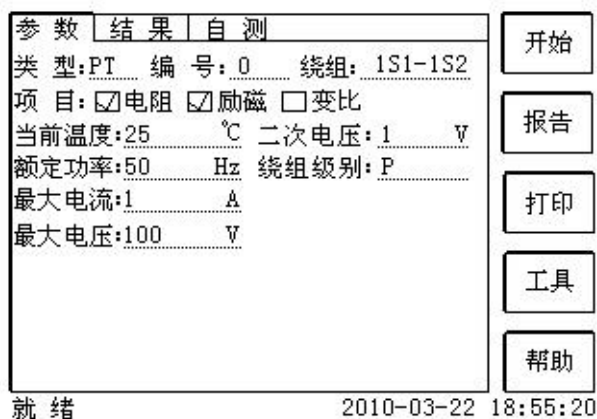 参 数 结 果 自 测
类 型:PT 编 号:0 绕组: 1S1-1S2
项 目:☑电阻 ☑励磁 ☐变比
当前温度:25 ℃ 二次电压:1 V
额定功率:50 Hz 绕组级别:P
最大电流:1 A
最大电压:100 V
就 绪 2010-03-22 18:55:20
开始
报告
打印
工具
帮助